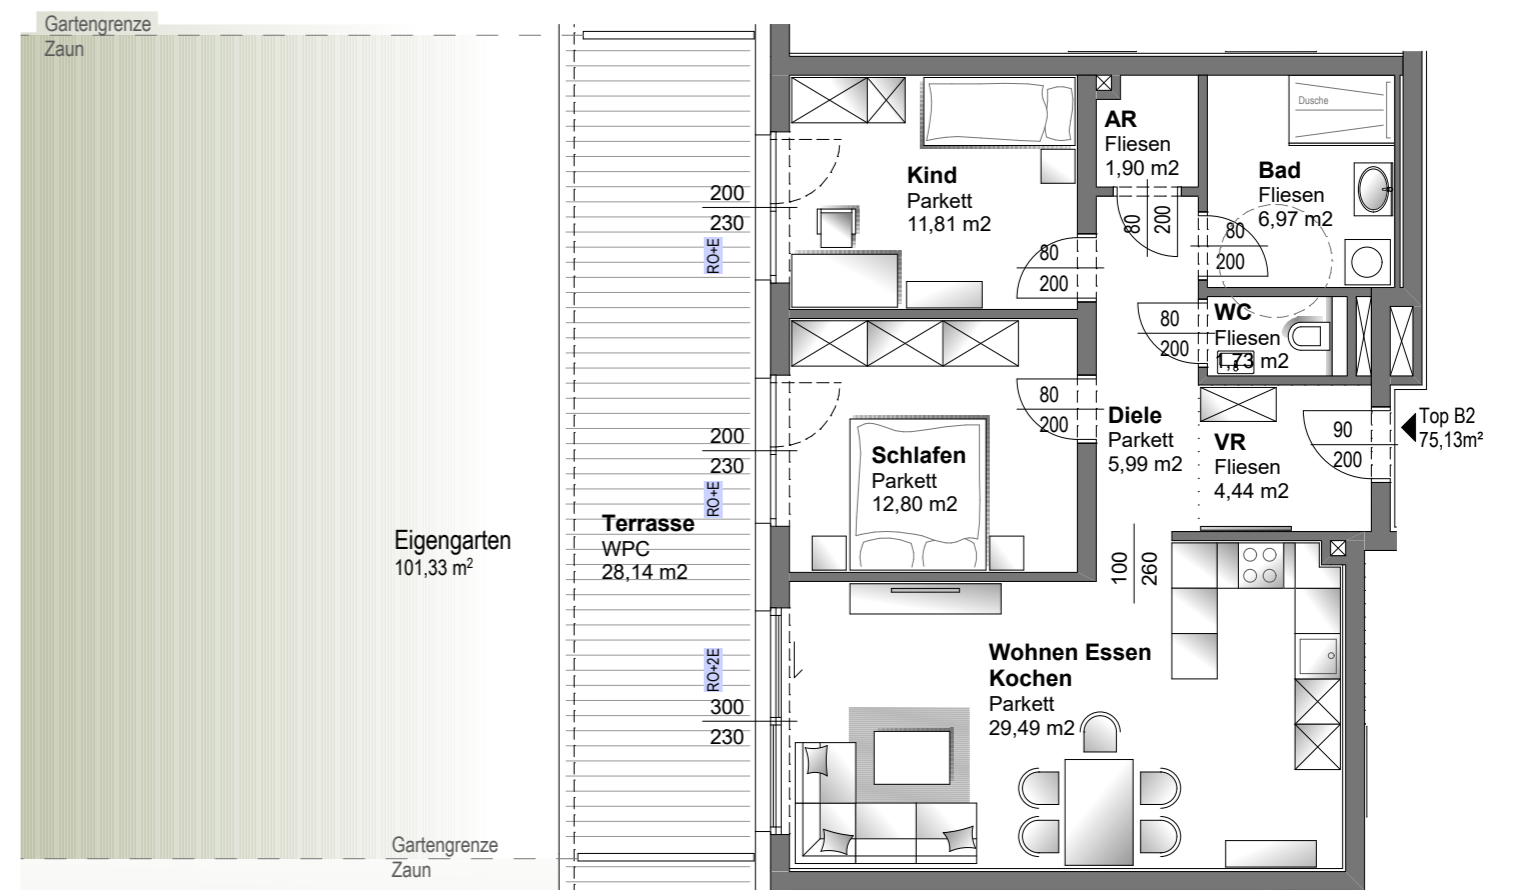 Gartengrenze
Zaun
Dusche
AR
Fliesen
1,90 m2
Kind
Parkett
11,81 m2
Bad
Fliesen
6,97 m2
200
230
RO+E
80
200
80
200
80
200
80
200
WC
Fliesen
1,73 m2
200
230
RO+E
80
200
Schlafen
Parkett
12,80 m2
Diele
Parkett
5,99 m2
VR
Fliesen
4,44 m2
90
200
Top B2
75,13m²
Eigengarten
101,33 m²
Terrasse
WPC
28,14 m2
100
260
RO+2E
300
230
Wohnen Essen
Kochen
Parkett
29,49 m2
Gartengrenze
Zaun